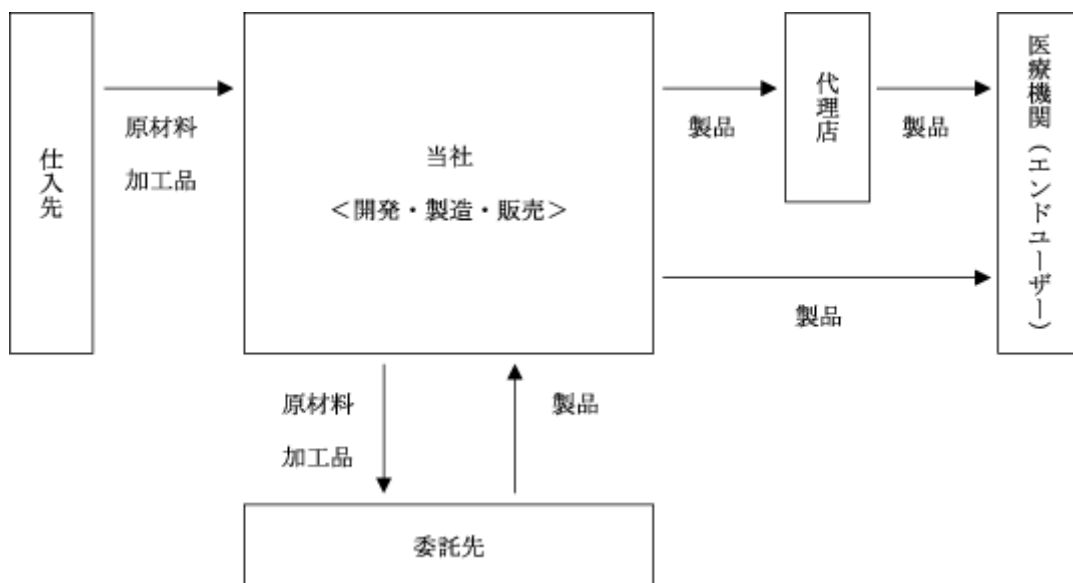 仕入先
原材料
加工品
当社
＜開発・製造・販売＞
製品
代理店
製品
医療機関（エンドユーザー）
製品
原材料
加工品
製品
委託先